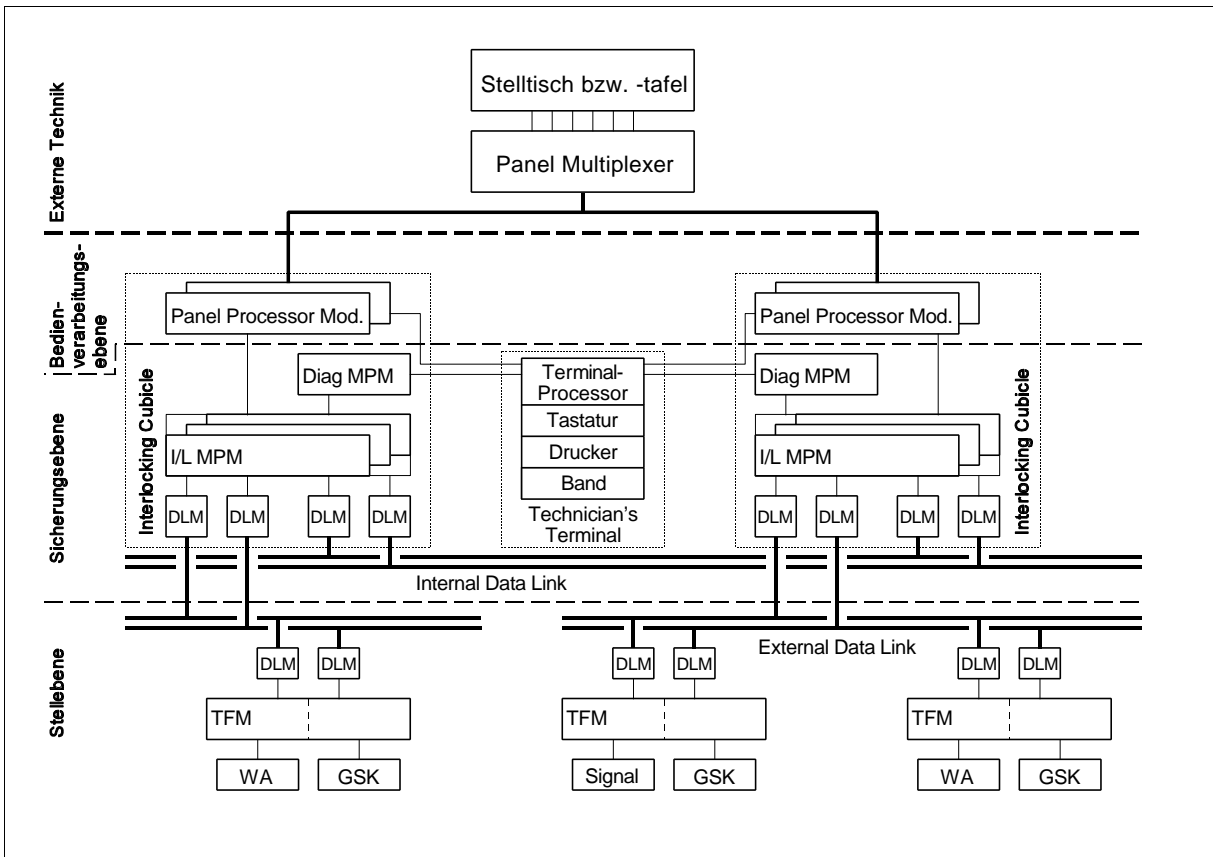 Externe Technik
Stelltisch bzw. -tafel
Panel Multiplexer
Bedien-
verarbeitungs-
ebene
Panel Processor Mod.
Panel Processor Mod.
Sicherungsebene
Interlocking Cubicle
Diag MPM
I/L MPM
DLM
DLM
DLM
DLM
Terminal-
Processor
Tastatur
Drucker
Band
Technician's
Terminal
Diag MPM
I/L MPM
DLM
DLM
DLM
DLM
Interlocking Cubicle
Internal Data Link
Stellebene
External Data Link
DLM
DLM
TFM
WA
GSK
DLM
DLM
TFM
Signal
GSK
DLM
DLM
TFM
WA
GSK